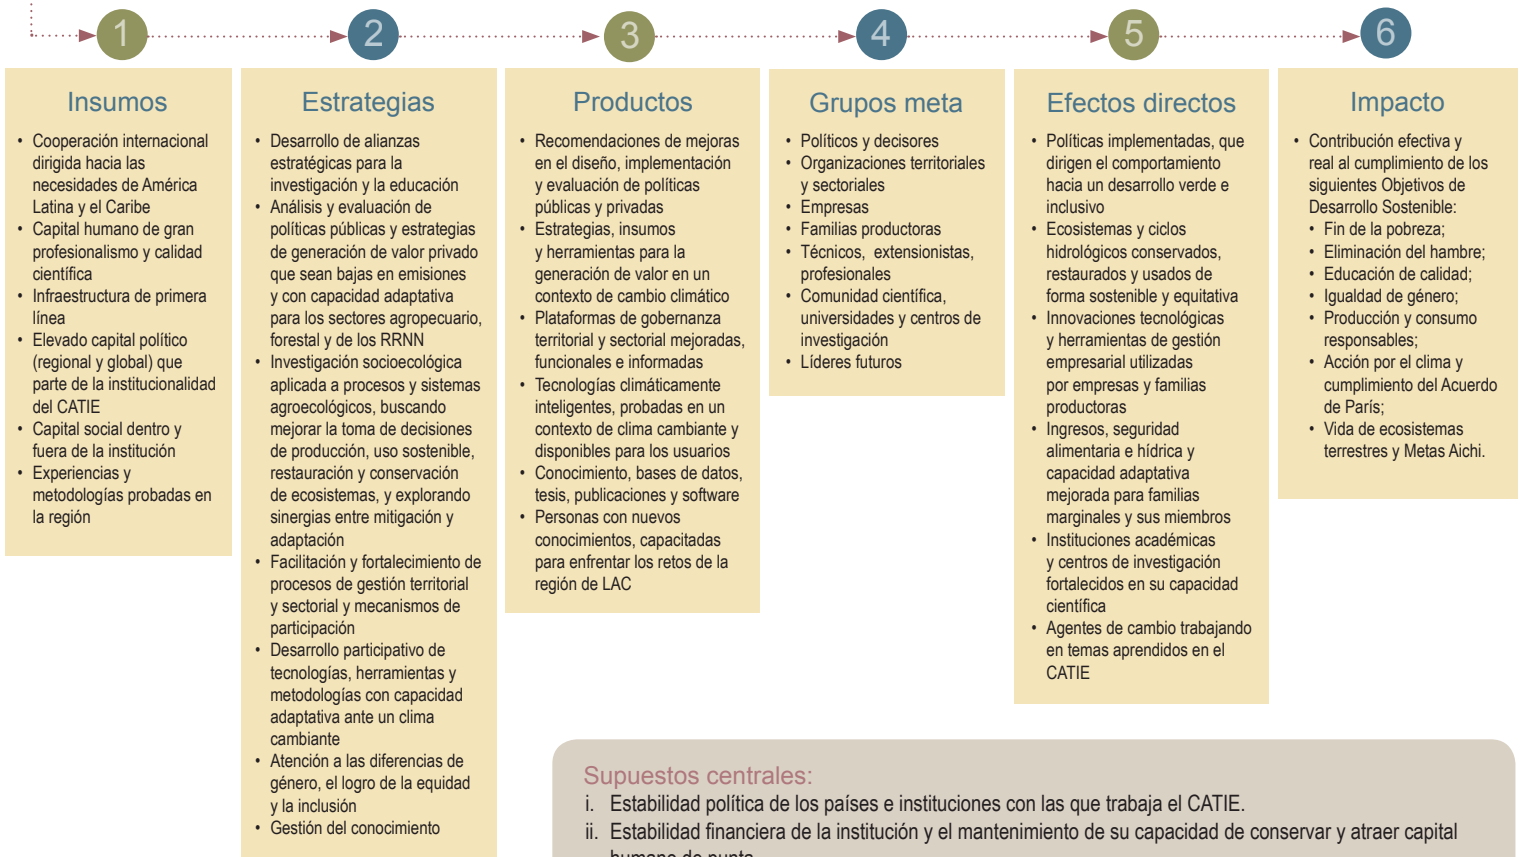 1
2
3
4
5
6
Insumos
• Cooperación internacional
dirigida hacia las
necesidades de América
Latina y el Caribe
• Capital humano de gran
profesionalismo y calidad
científica
• Infraestructura de primera
línea
• Elevado capital político
(regional y global) que
parte de la institucionalidad
del CATIE
• Capital social dentro y
fuera de la institución
• Experiencias y
metodologías probadas en
la región
Estrategias
• Desarrollo de alianzas
estratégicas para la
investigación y la educación
• Análisis y evaluación de
políticas públicas y estrategias
de generación de valor privado
que sean bajas en emisiones
y con capacidad adaptativa
para los sectores agropecuario,
forestal y de los RRNN
• Investigación socioecológica
aplicada a procesos y sistemas
agroecológicos, buscando
mejorar la toma de decisiones
de producción, uso sostenible,
restauración y conservación
de ecosistemas, y explorando
sinergias entre mitigación y
adaptación
• Facilitación y fortalecimiento de
procesos de gestión territorial
y sectorial y mecanismos de
participación
• Desarrollo participativo de
tecnologías, herramientas y
metodologías con capacidad
adaptativa ante un clima
cambiante
• Atención a las diferencias de
género, el logro de la equidad
y la inclusión
• Gestión del conocimiento
Productos
• Recomendaciones de mejoras
en el diseño, implementación
y evaluación de políticas
públicas y privadas
• Estrategias, insumos
y herramientas para la
generación de valor en un
contexto de cambio climático
• Plataformas de gobernanza
territorial y sectorial mejoradas,
funcionales e informadas
• Tecnologías climáticamente
inteligentes, probadas en un
contexto de clima cambiante y
disponibles para los usuarios
• Conocimiento, bases de datos,
tesis, publicaciones y software
• Personas con nuevos
conocimientos, capacitadas
para enfrentar los retos de la
región de LAC
Grupos meta
• Políticos y decisores
• Organizaciones territoriales
y sectoriales
• Empresas
• Familias productoras
• Técnicos, extensionistas,
profesionales
• Comunidad científica,
universidades y centros de
investigación
• Líderes futuros
Efectos directos
• Políticas implementadas, que
dirigen el comportamiento
hacia un desarrollo verde e
inclusivo
• Ecosistemas y ciclos
hidrológicos conservados,
restaurados y usados de
forma sostenible y equitativa
• Innovaciones tecnológicas
y herramientas de gestión
empresarial utilizadas
por empresas y familias
productoras
• Ingresos, seguridad
alimentaria e hídrica y
capacidad adaptativa
mejorada para familias
marginales y sus miembros
• Instituciones académicas
y centros de investigación
fortalecidos en su capacidad
científica
• Agentes de cambio trabajando
en temas aprendidos en el
CATIE
Impacto
• Contribución efectiva y
real al cumplimiento de los
siguientes Objetivos de
Desarrollo Sostenible:
• Fin de la pobreza;
• Eliminación del hambre;
• Educación de calidad;
• Igualdad de género;
• Producción y consumo
responsables;
• Acción por el clima y
cumplimiento del Acuerdo
de París;
• Vida de ecosistemas
terrestres y Metas Aichi.
Supuestos centrales:
i. Estabilidad política de los países e instituciones con las que trabaja el CATIE.
ii. Estabilidad financiera de la institución y el mantenimiento de su capacidad de conservar y atraer capital